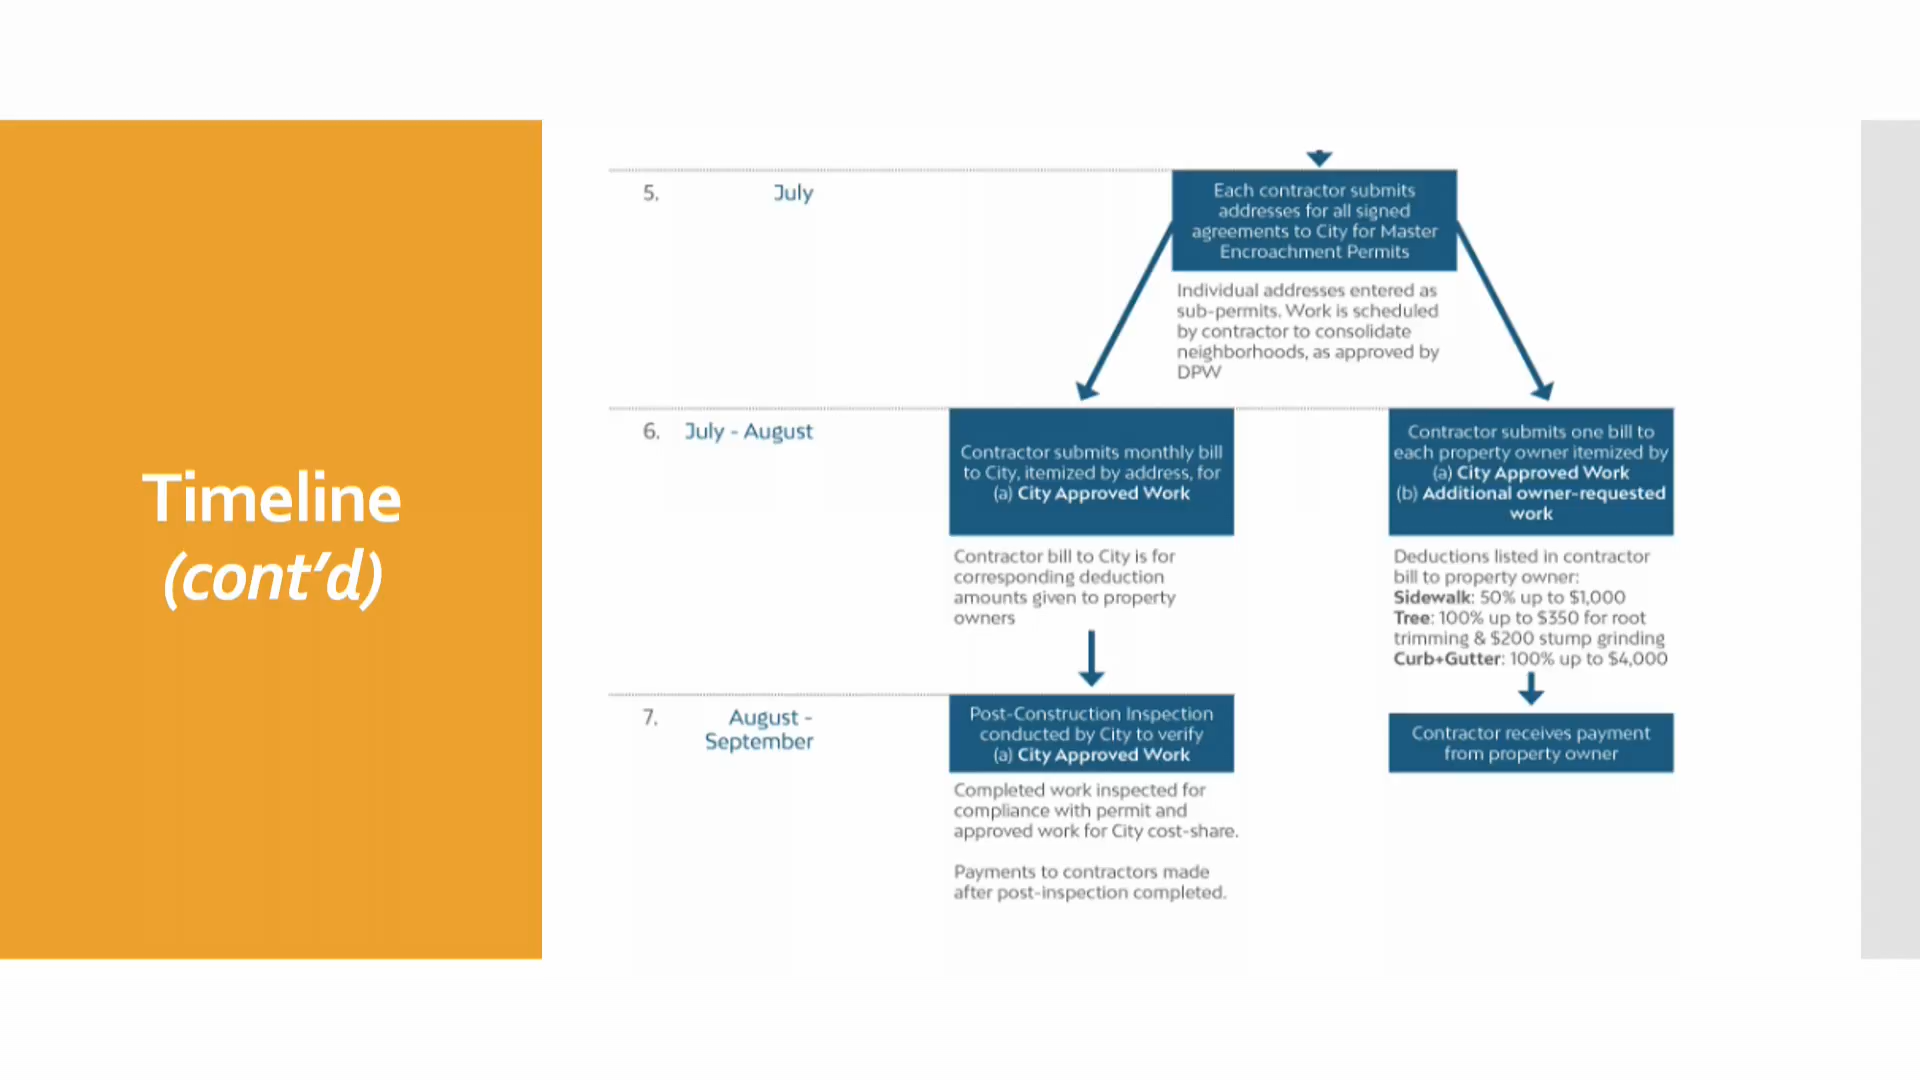 Timeline
(cont’d)
5.
July
Each contractor submits
addresses for all signed
agreements to City for Master
Encroachment Permits
Individual addresses entered as
sub-permits. Work is scheduled
by contractor to consolidate
neighborhoods, as approved by
DPW
6.
July - August
Contractor submits monthly bill
to City, itemized by address, for
(a) City Approved Work
Contractor bill to City is for
corresponding deduction
amounts given to property
owners
Contractor submits one bill to
each property owner itemized by
(a) City Approved Work
(b) Additional owner-requested
work
Deductions listed in contractor
bill to property owner:
Sidewalk: 50% up to $1,000
Tree: 100% up to $350 for root
trimming & $200 stump grinding
Curb+Gutter: 100% up to $4,000
7.
August -
September
Post-Construction Inspection
conducted by City to verify
(a) City Approved Work
Completed work inspected for
compliance with permit and
approved work for City cost-share.
Payments to contractors made
after post-inspection completed.
Contractor receives payment
from property owner